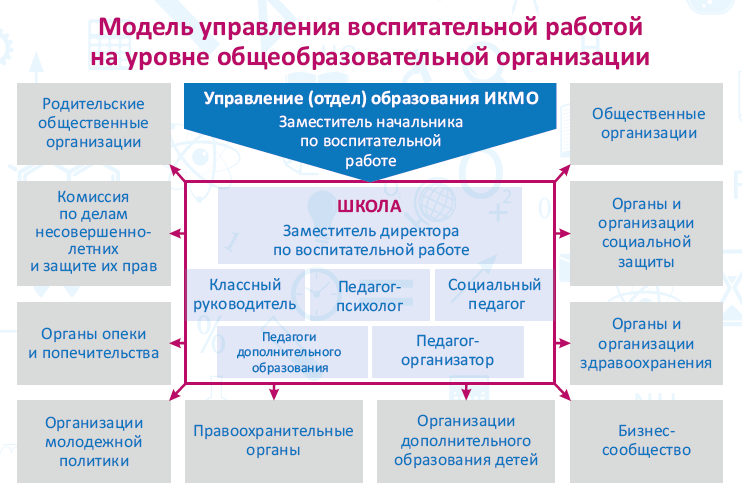 Модель управления воспитательной работой
на уровне общеобразовательной организации
Управление (отдел) образования ИКМО
Заместитель начальника
по воспитательной
работе
Родительские
общественные
организации
Общественные
организации
Комиссия
по делам
несовершенно-
летних
и защите их прав
ШКОЛА
Заместитель директора
по воспитательной работе
Органы и
организации
социальной
защиты
Классный
руководитель
Педагог-
психолог
Социальный
педагог
Органы опеки
и попечительства
Педагоги
дополнительного
образования
Педагог-
организатор
Органы и
организации
здравоохранения
Организации
молодежной
политики
Правоохранительные
органы
Организации
дополнительного
образования детей
Бизнес-
сообщество